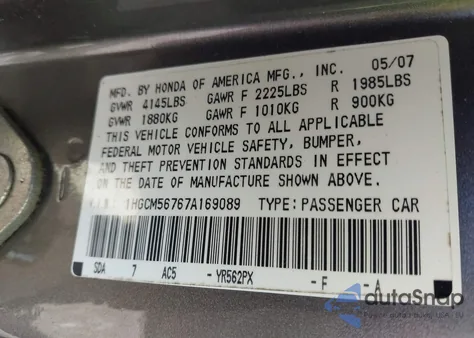 MFD. BY HONDA OF AMERICA MFG., INC. 05/07
GVWR 4145LBS GAWR F 2225LBS R 1985LBS
GVWR 1880KG GAWR F 1010KG R 900KG
THIS VEHICLE CONFORMS TO ALL APPLICABLE
FEDERAL MOTOR VEHICLE SAFETY, BUMPER,
AND THEFT PREVENTION STANDARDS IN EFFECT
ON THE DATE OF MANUFACTURE SHOWN ABOVE.
1HGCM56767A169089 TYPE: PASSENGER CAR
SDA 7 AC5 - YR562PX - F - A
autoSnap